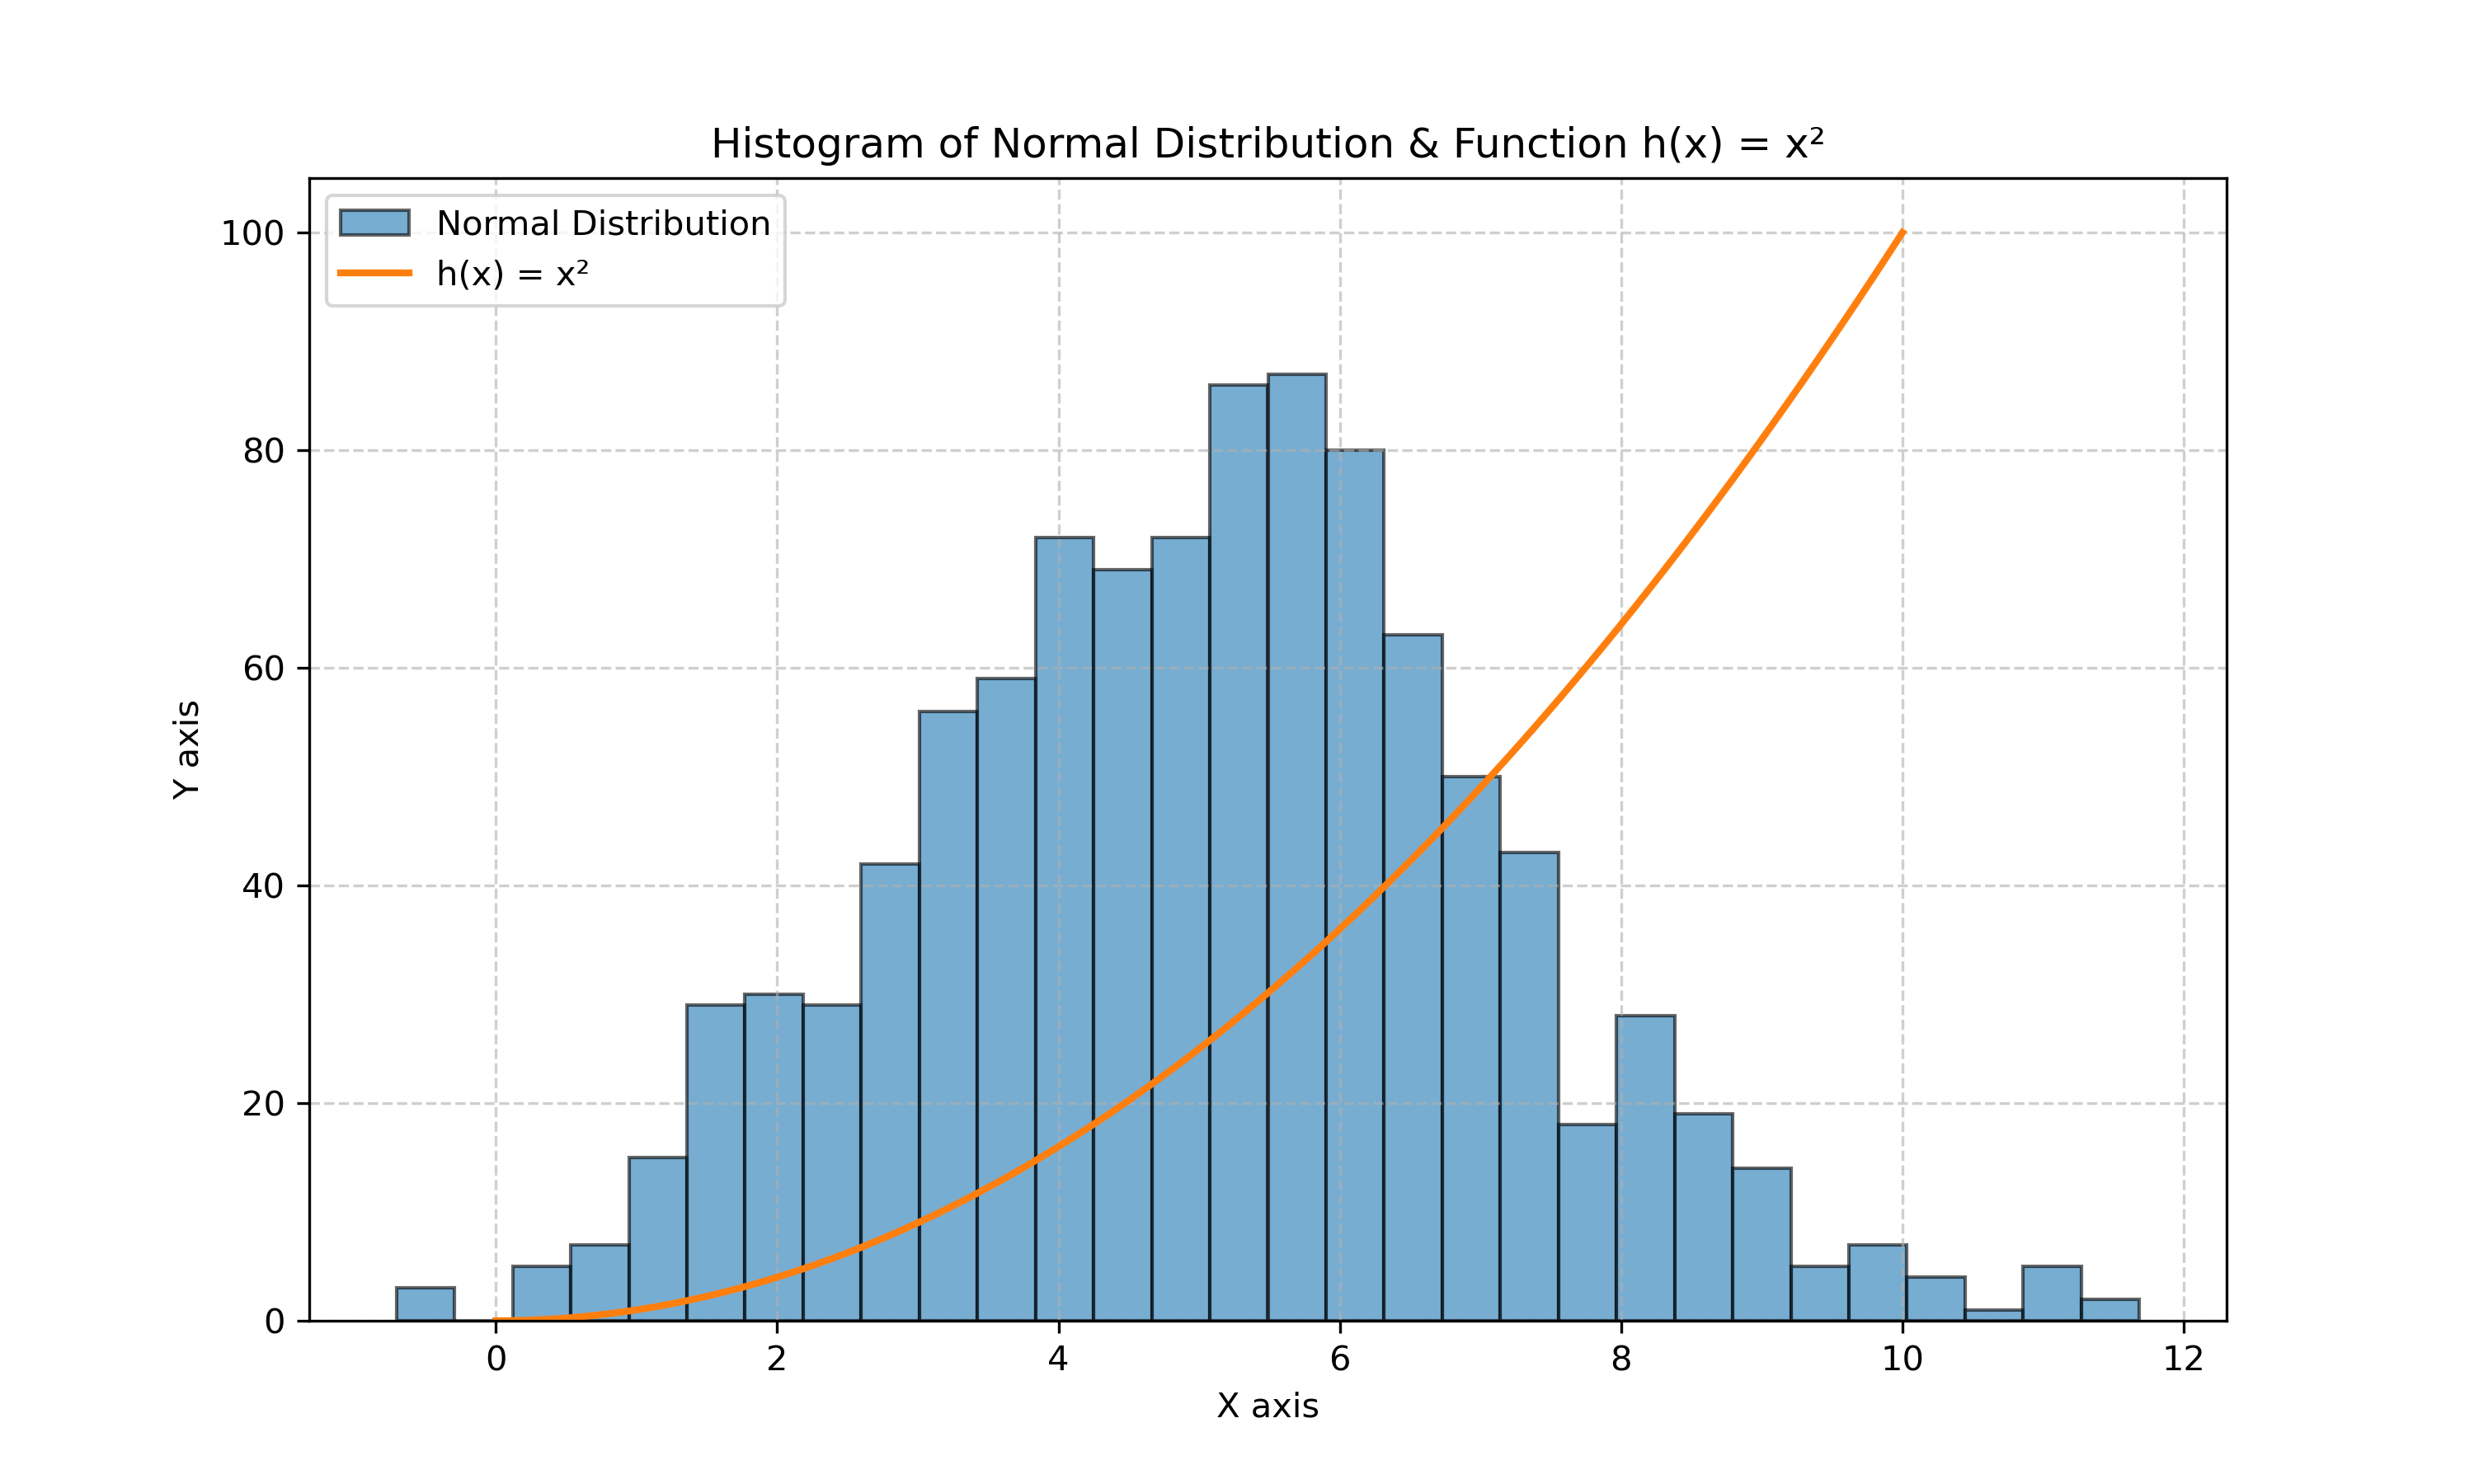 Histogram of Normal Distribution & Function h(x) = x²
Normal Distribution
h(x) = x²
100
80
60
40
20
0
Y axis
0 2 4 6 8 10 12
X axis